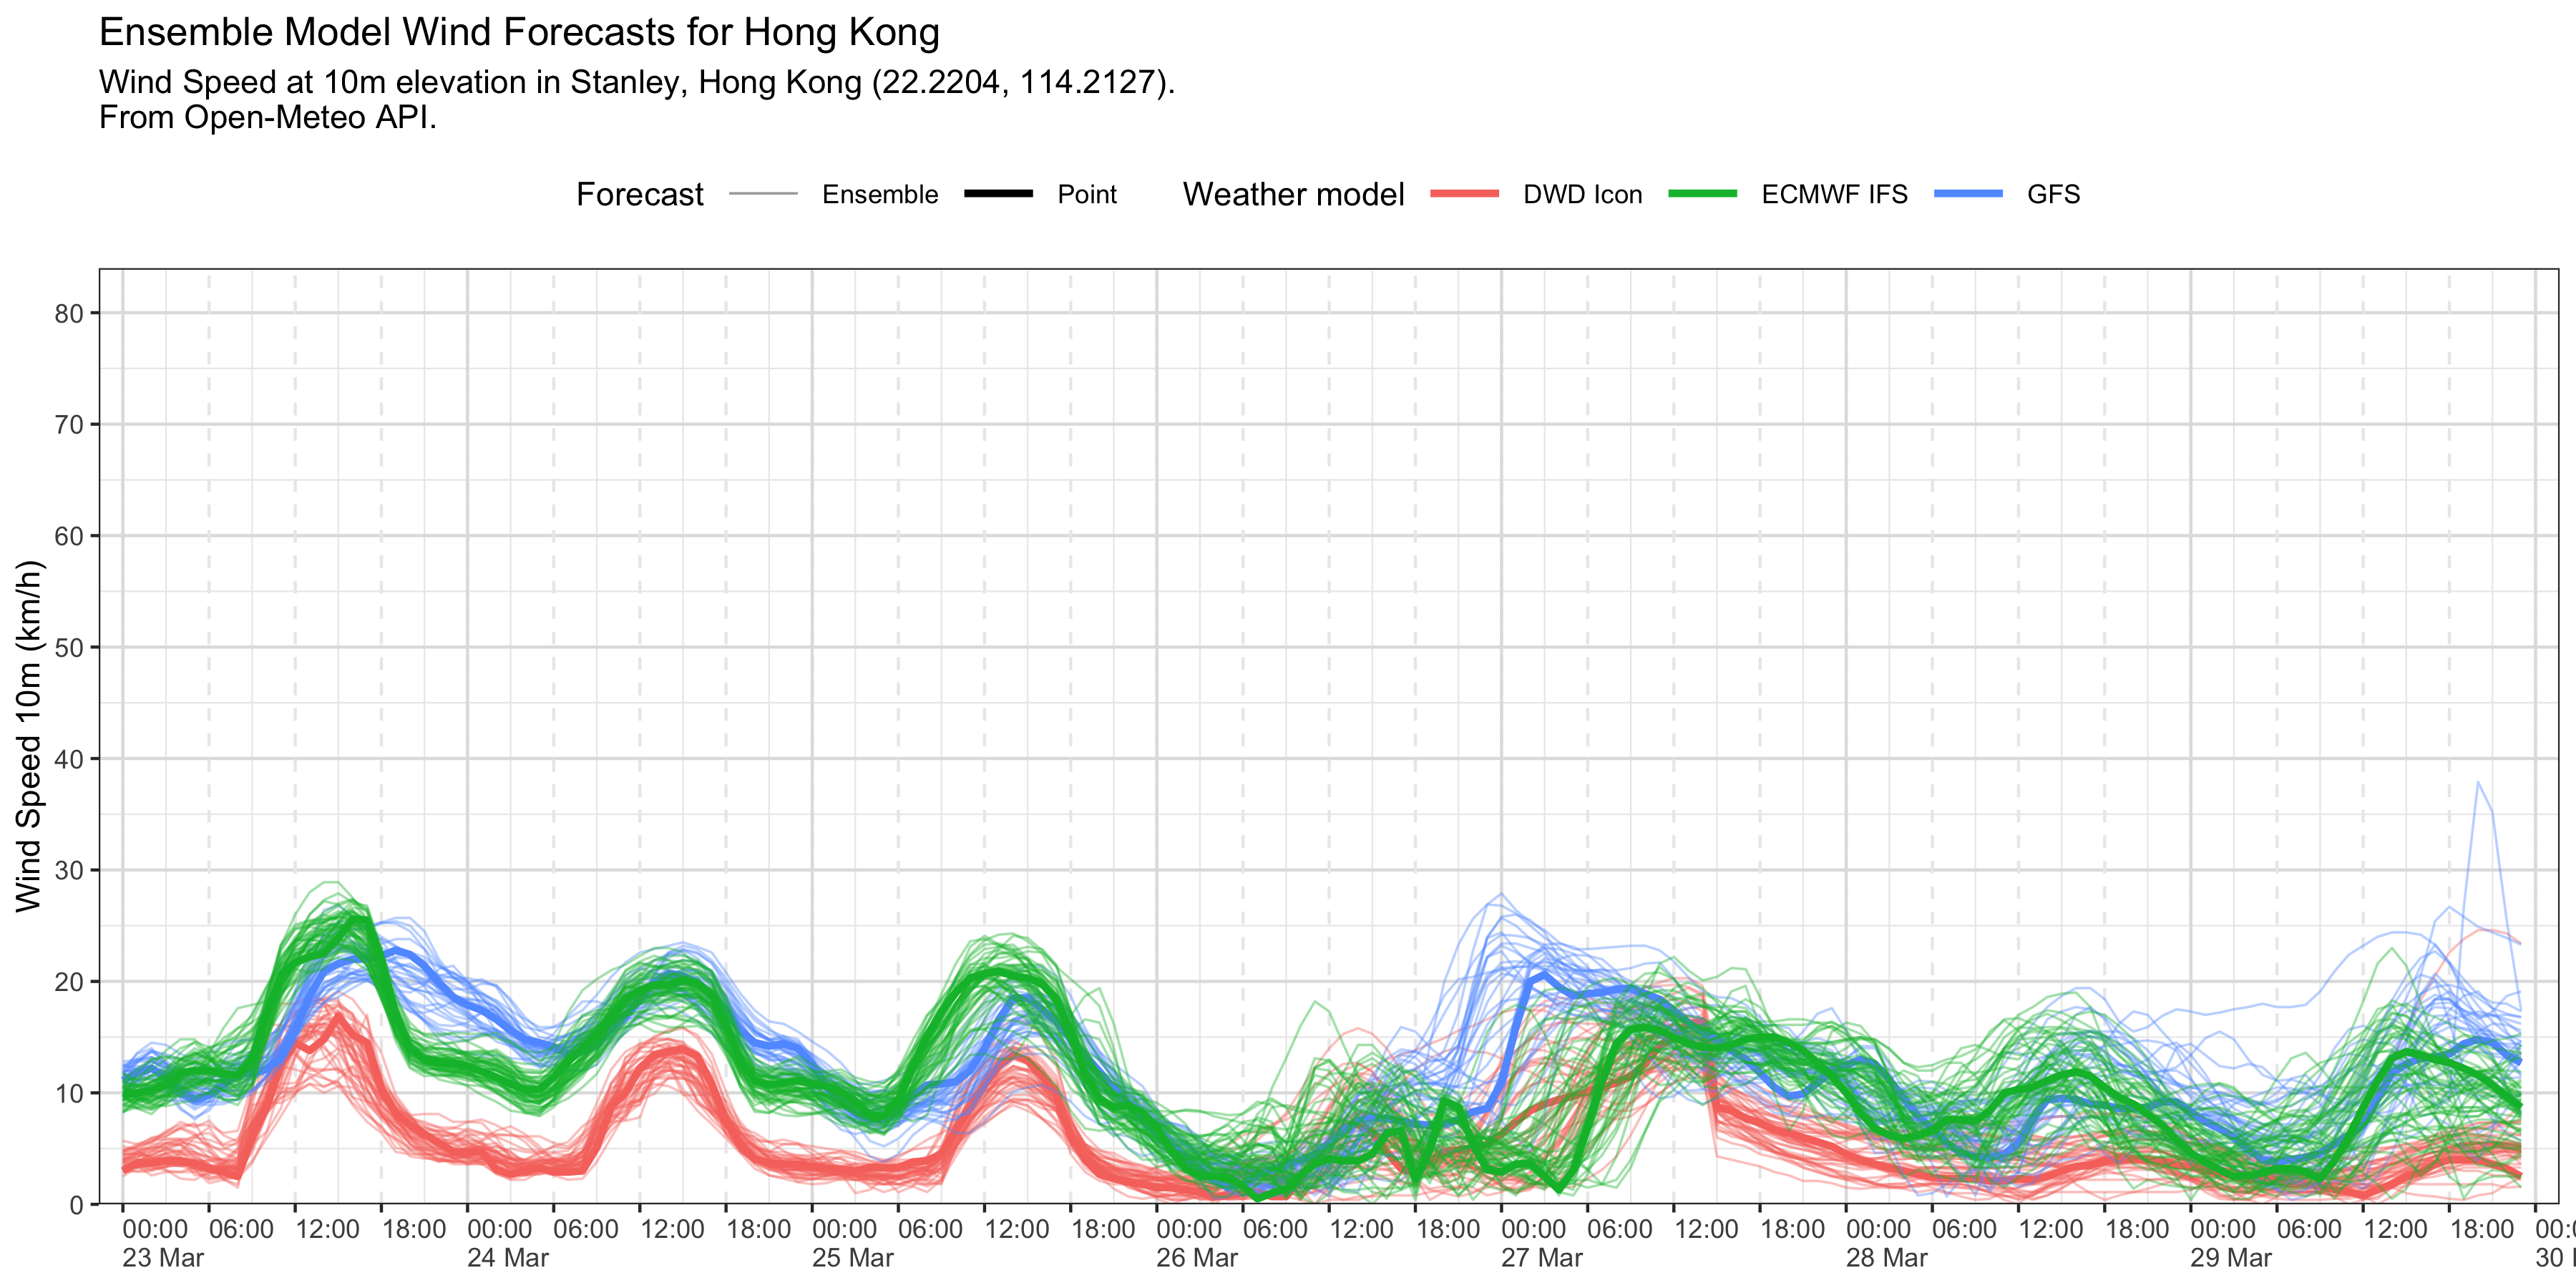 Ensemble Model Wind Forecasts for Hong Kong
Wind Speed at 10m elevation in Stanley, Hong Kong (22.2204, 114.2127).
From Open-Meteo API.
Forecast Ensemble Point Weather model DWD Icon ECMWF IFS GFS
Wind Speed 10m (km/h)
80
70
60
50
40
30
20
10
0
00:00 06:00 12:00 18:00 00:00 06:00 12:00 18:00 00:00 06:00 12:00 18:00 00:00 06:00 12:00 18:00 00:00 06:00 12:00 18:00 00:00 06:00 12:00 18:00 00:00 06:00 12:00 18:00
23 Mar 24 Mar 25 Mar 26 Mar 27 Mar 28 Mar 29 Mar 30